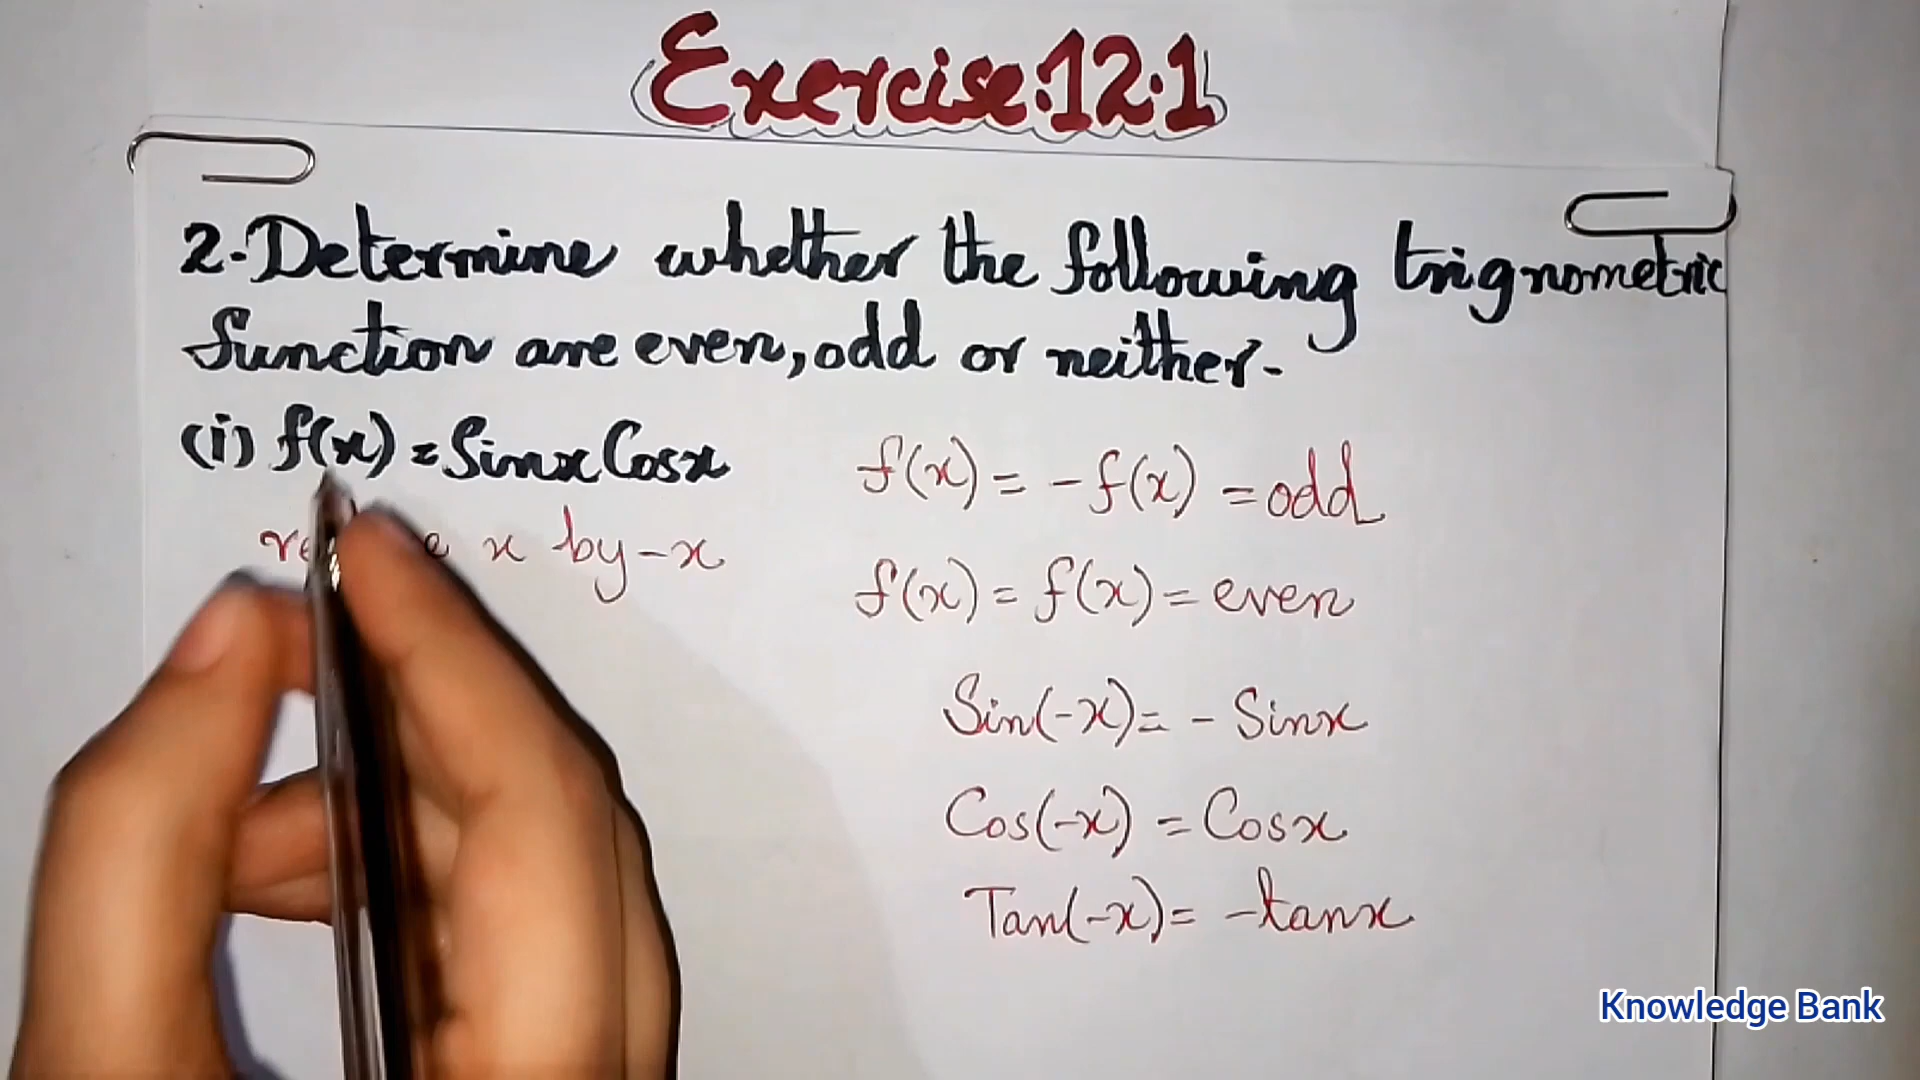 Exercise:12.1
2-Determine whether the following trignometric
function are even, odd or neither-
(i) f(x) = Sinx Cosx
x by -x
f(x) = -f(x) = odd
f(x) = f(x) = even
Sin(-x) = - Sinx
Cos(-x) = Cosx
Tan(-x) = -tanx
Knowledge Bank